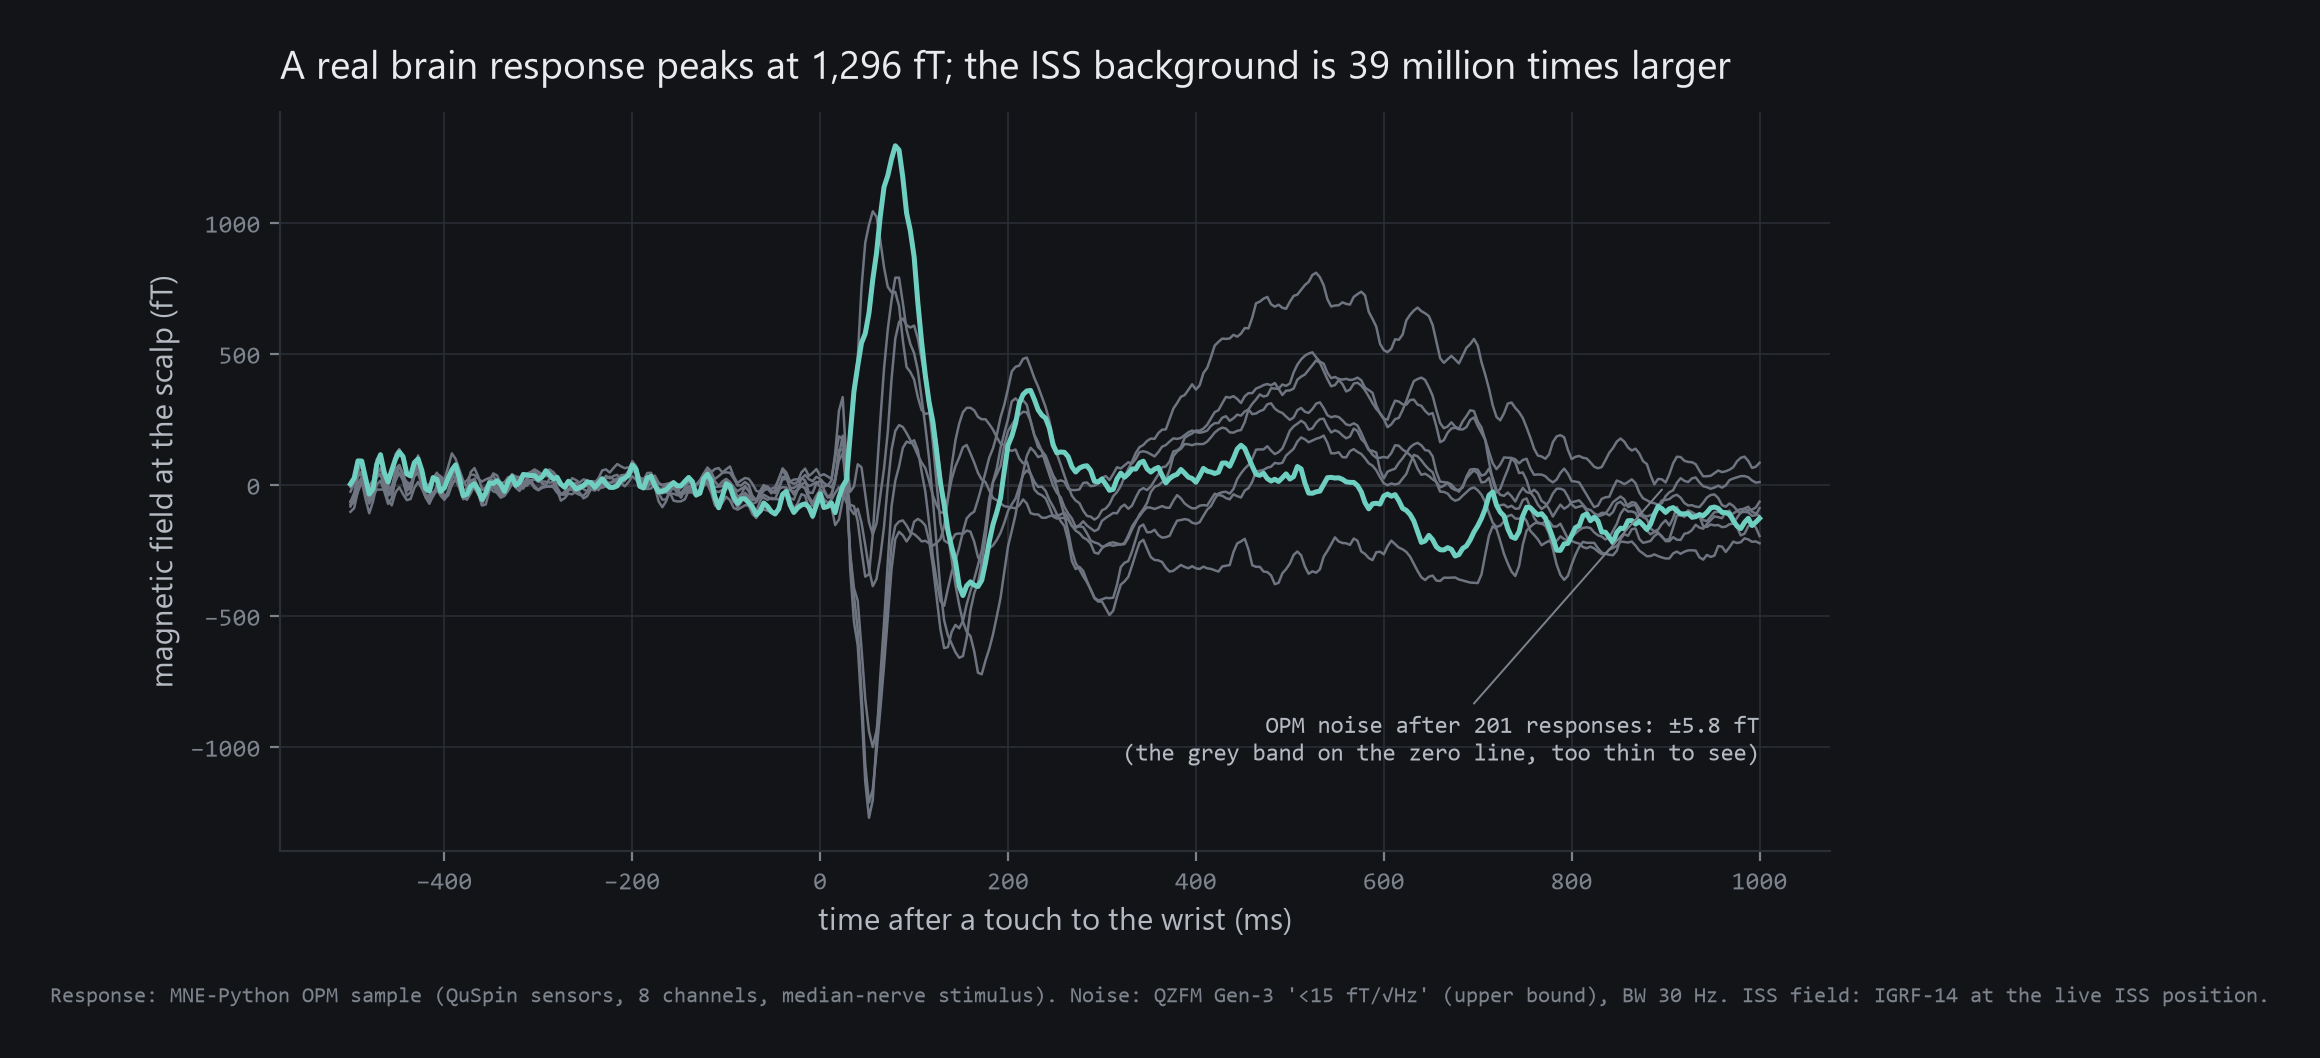 A real brain response peaks at 1,296 fT; the ISS background is 39 million times larger
magnetic field at the scalp (fT)
1000
500
0
−500
−1000
OPM noise after 201 responses: ±5.8 fT
(the grey band on the zero line, too thin to see)
−400
−200
0
200
400
600
800
1000
time after a touch to the wrist (ms)
Response: MNE-Python OPM sample (QuSpin sensors, 8 channels, median-nerve stimulus). Noise: QZFM Gen-3 '<15 fT/√Hz' (upper bound), BW 30 Hz. ISS field: IGRF-14 at the live ISS position.